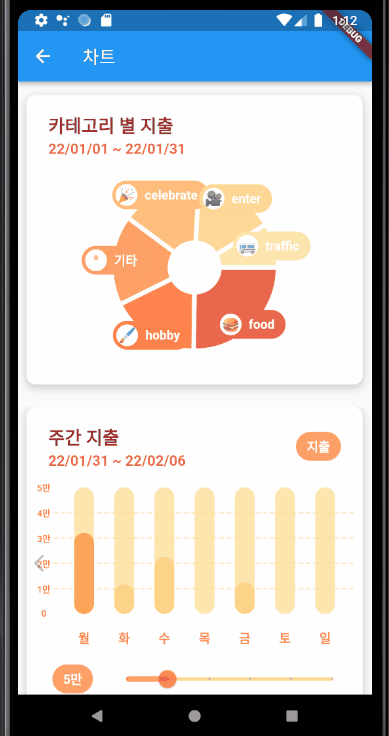 1:12
DEBUG
차트
카테고리 별 지출
22/01/01 ~ 22/01/31
celebrate
enter
traffic
* 기타
food
hobby
주간 지출
지출
22/01/31 ~ 22/02/06
5만
4만
3만
2만
1만
0
월 화 수 목 금 토 일
5만